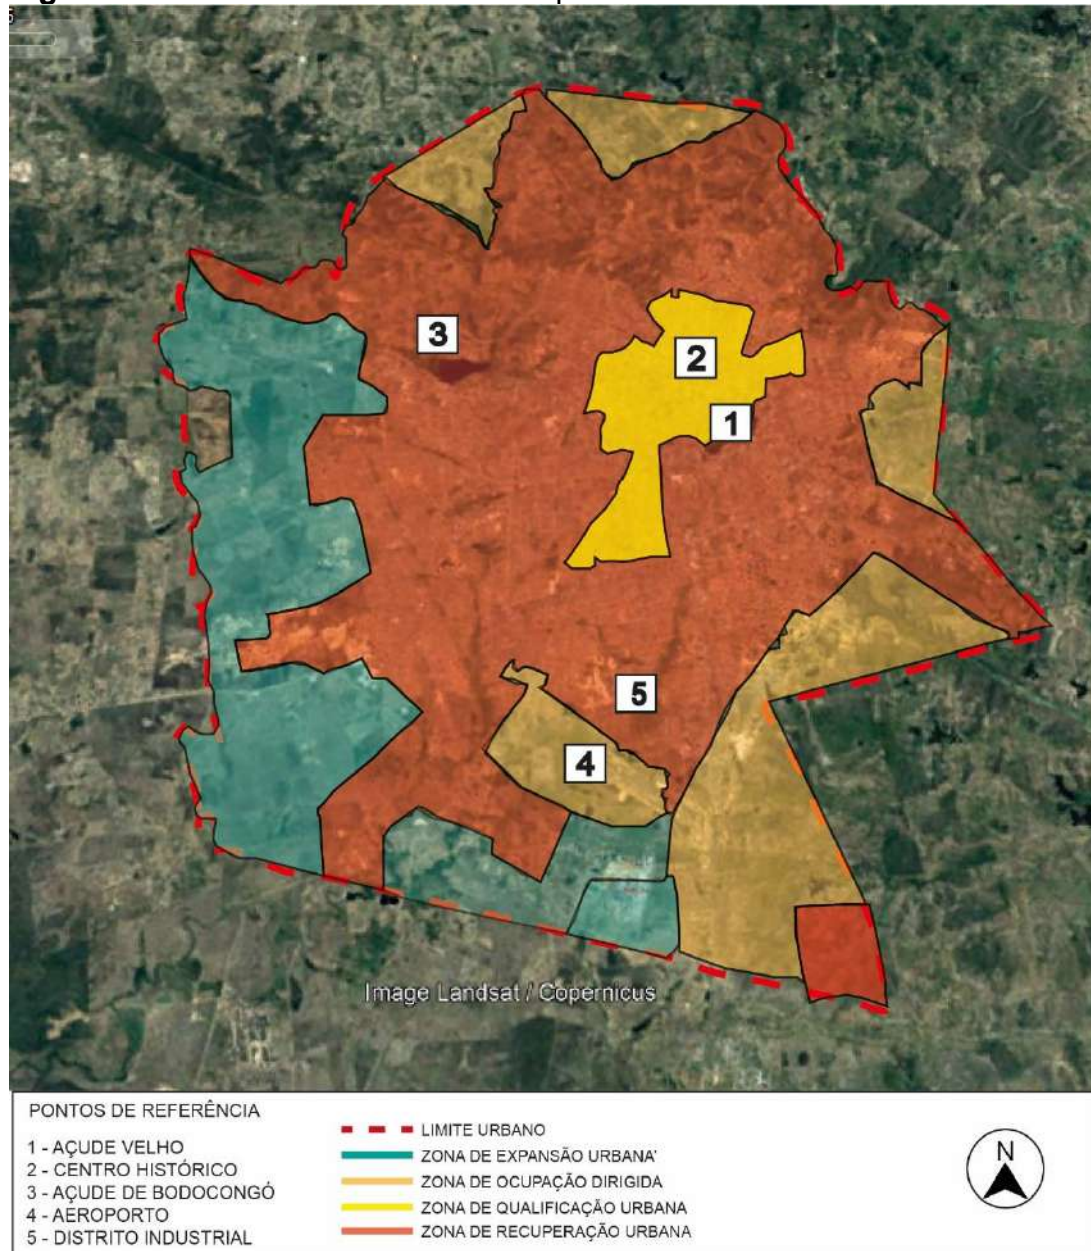 3
2
1
5
4
Image Landsat / Copernicus
PONTOS DE REFERÊNCIA
1 - AÇUDE VELHO
2 - CENTRO HISTÓRICO
3 - AÇUDE DE BODOCONGÓ
4 - AEROPORTO
5 - DISTRITO INDUSTRIAL
LIMITE URBANO
ZONA DE EXPANSÃO URBANA'
ZONA DE OCUPAÇÃO DIRIGIDA
ZONA DE QUALIFICAÇÃO URBANA
ZONA DE RECUPERAÇÃO URBANA
N